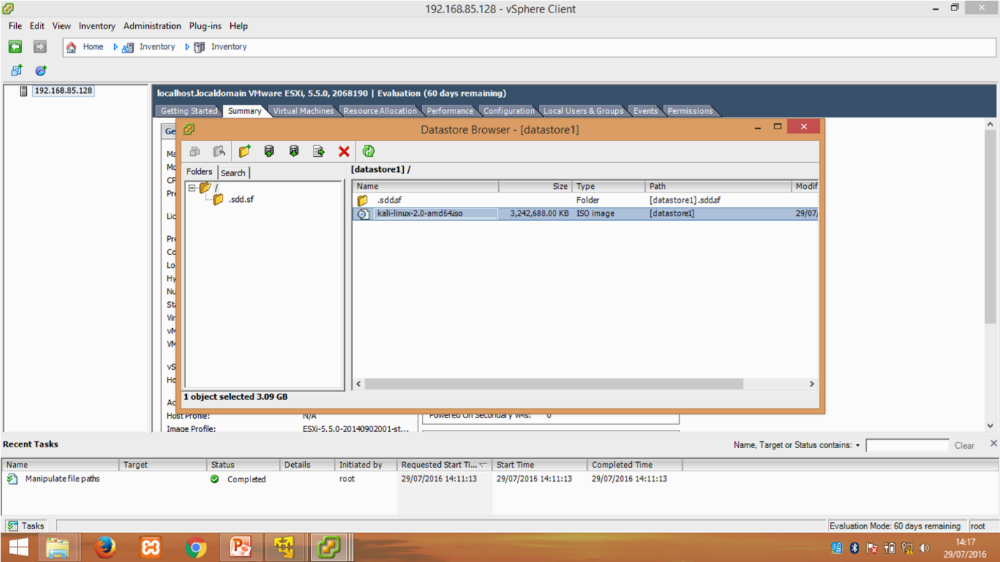 192.168.85.128 - vSphere Client
File Edit View Inventory Administration Plug-ins Help
Home Inventory Inventory
192.168.85.128
localhost.localdomain VMware ESXi, 5.5.0, 2068190 | Evaluation (60 days remaining)
Getting Started Summary Virtual Machines Resource Allocation Performance Configuration Local Users & Groups Events Permissions
Ge
Datastore Browser - [datastore1]
Ma
Mo
CP
Pr
Lic
Pr
Co
Lo
Hy
Nu
Sta
Vir
vM
VM
vS
Ho
Ac
Folders Search
/
.sdd.sf
[datastore1] /
Name Size Type Path Modif
.sdd.sf Folder [datastore1] .sdd.sf
kali-linux-2.0-amd64.iso 3,242,688.00 KB ISO image [datastore1] 29/07/
1 object selected 3.09 GB
Host Profile: N/A
Powered On Secondary VMs: 0
Image Profile: ESXi-5.5.0-20140902001-st...
Recent Tasks
Name, Target or Status contains: Clear
Name Target Status Details Initiated by Requested Start Ti... Start Time Completed Time
Manipulate file paths Completed root 29/07/2016 14:11:13 29/07/2016 14:11:13 29/07/2016 14:11:13
Tasks
Evaluation Mode: 60 days remaining root
14:17
29/07/2016